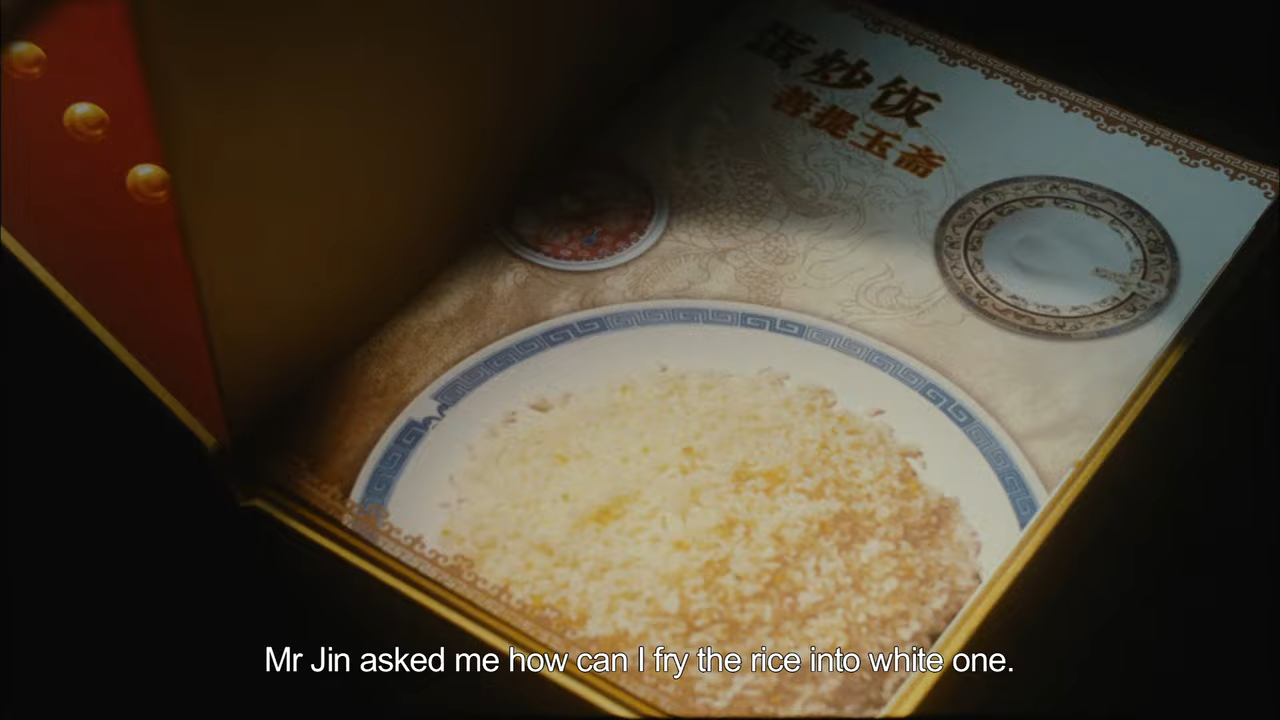 蛋炒饭
菩提玉斋
Mr Jin asked me how can I fry the rice into white one.